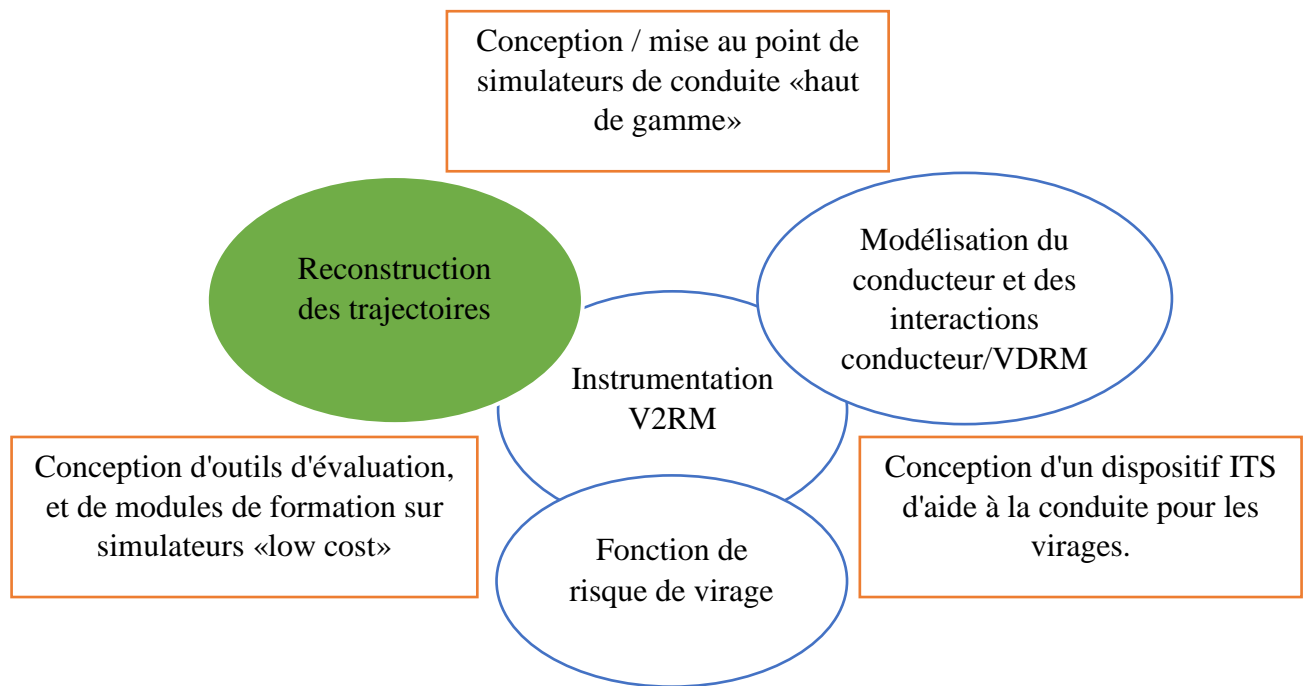 Conception / mise au point de
simulateurs de conduite «haut
de gamme»
Reconstruction
des trajectoires
Modélisation du
conducteur et des
interactions
conducteur/VDRM
Instrumentation
V2RM
Conception d'outils d'évaluation,
et de modules de formation sur
simulateurs «low cost»
Fonction de
risque de virage
Conception d'un dispositif ITS
d'aide à la conduite pour les
virages.